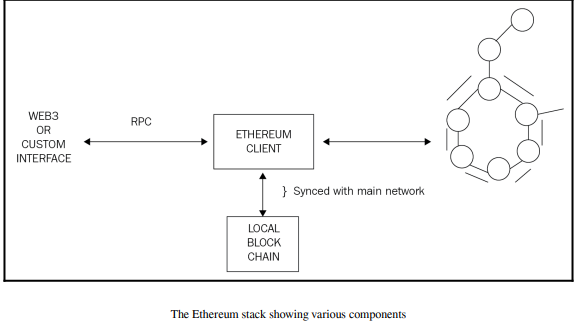 WEB3
OR
CUSTOM
INTERFACE
RPC
ETHEREUM
CLIENT
} Synced with main network
LOCAL
BLOCK
CHAIN
The Ethereum stack showing various components